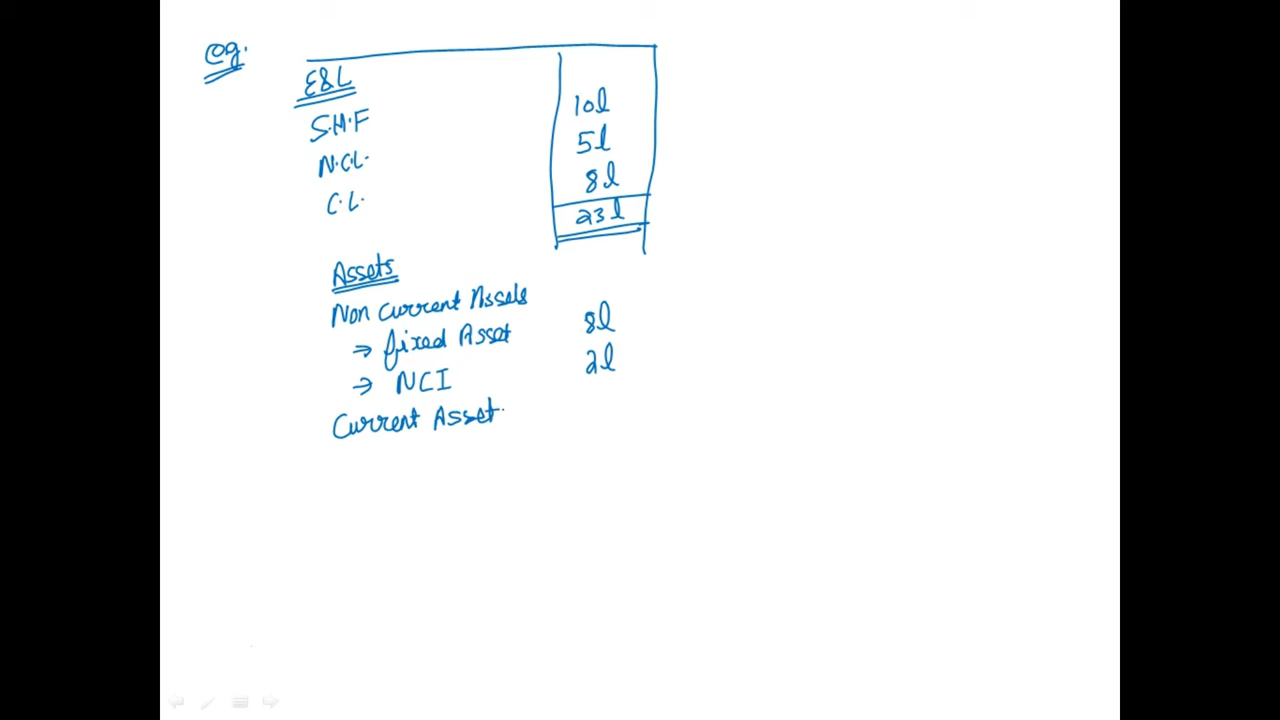 eg.
E&L
S.H.F 10l
N.C.L. 5l
C.L. 8l
23l
Assets
Non Current Assets
⇒ fixed Asset 8l
⇒ NCI 2l
Current Asset